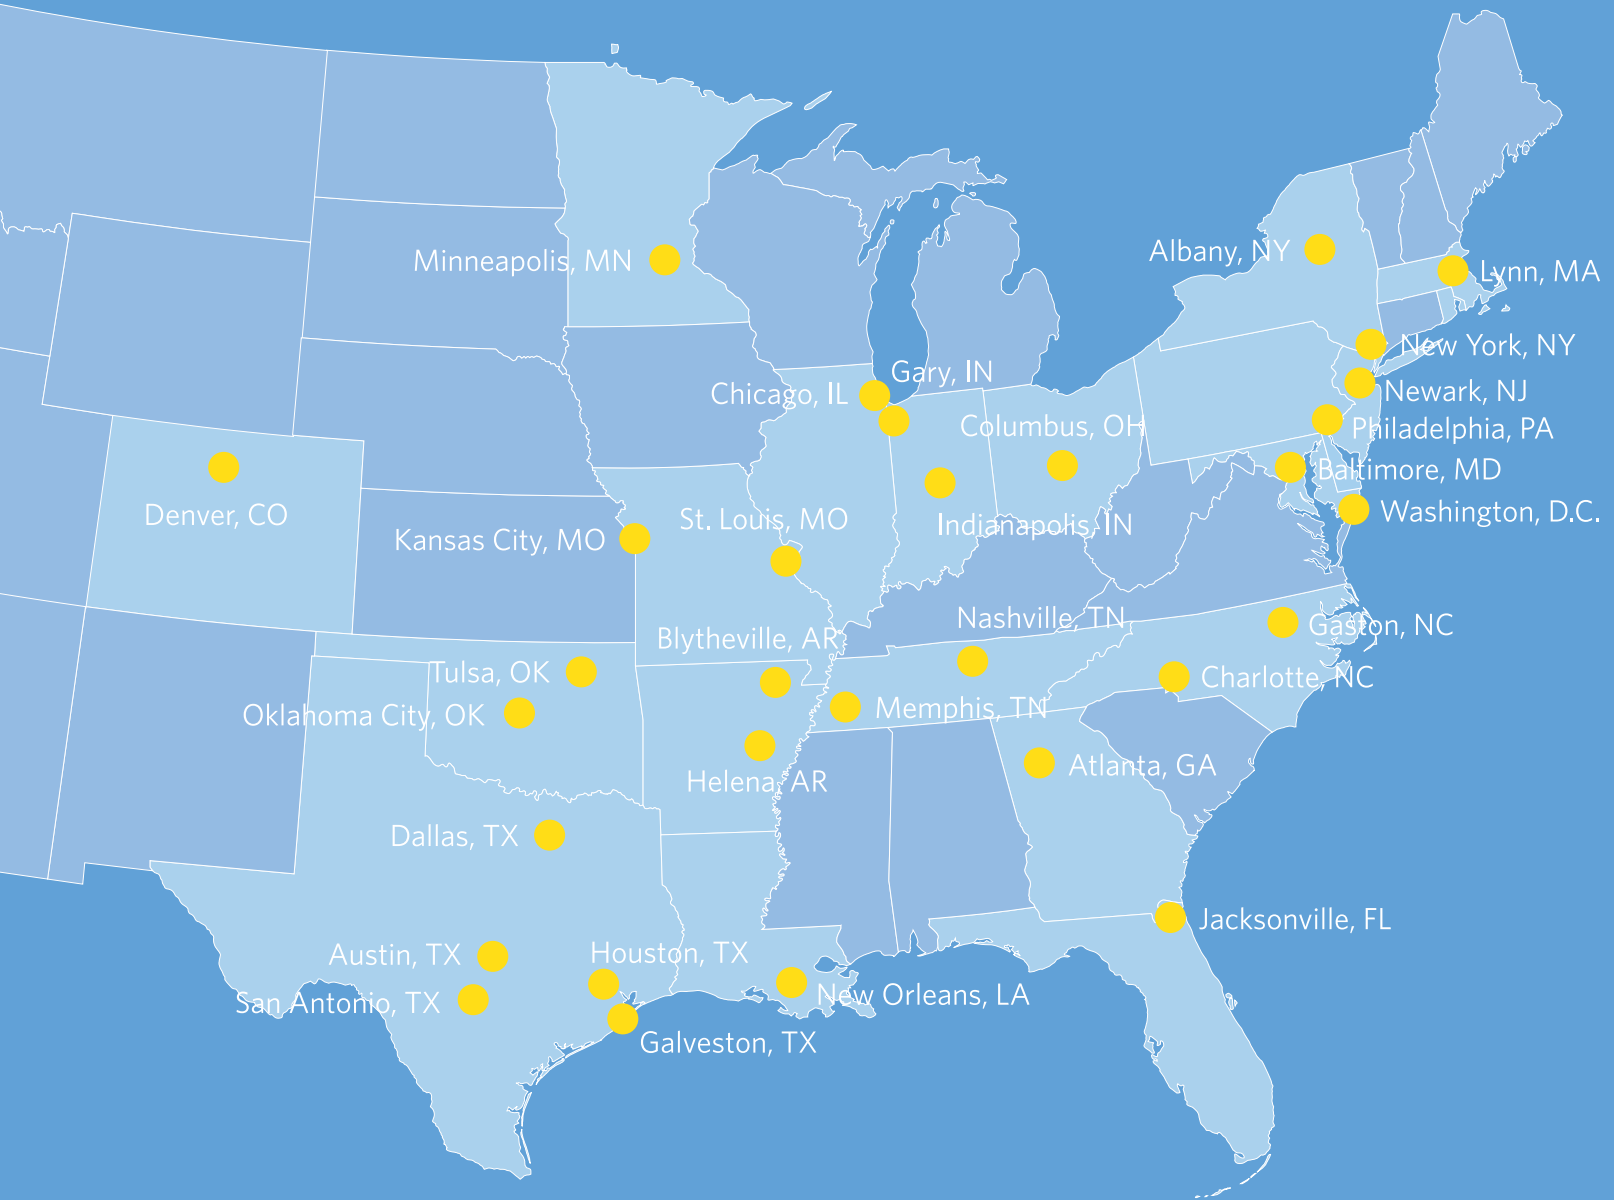 Albany, NY
Minneapolis, MN
Lynn, MA
New York, NY
Gary, IN
Chicago, IL
Newark, NJ
Columbus, OH
Philadelphia, PA
Baltimore, MD
Denver, CO
St. Louis, MO
Washington, D.C.
Indianapolis, IN
Kansas City, MO
Nashville, TN
Gaston, NC
Blytheville, AR
Tulsa, OK
Charlotte, NC
Memphis, TN
Oklahoma City, OK
Atlanta, GA
Helena, AR
Dallas, TX
Jacksonville, FL
Houston, TX
Austin, TX
New Orleans, LA
San Antonio, TX
Galveston, TX